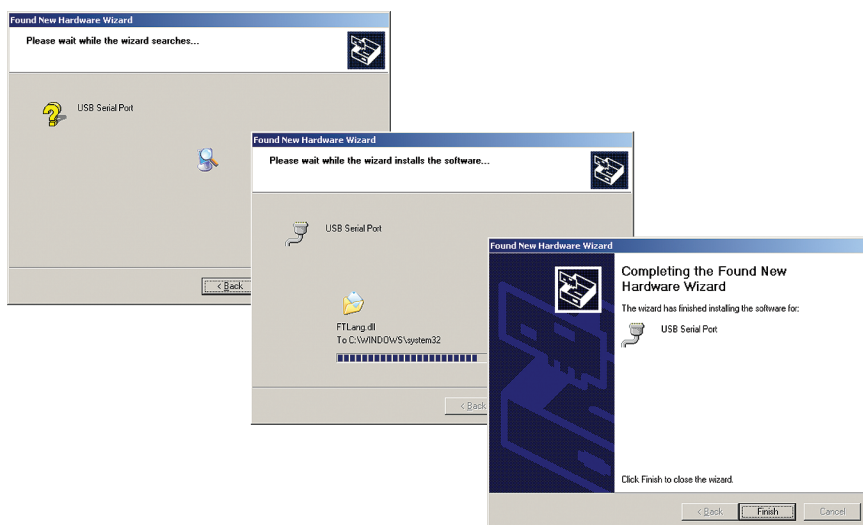 Found New Hardware Wizard
Please wait while the wizard searches...
USB Serial Port
< Back
Found New Hardware Wizard
Please wait while the wizard installs the software...
USB Serial Port
FTLang.dll
To C:\WINDOWS\system32
< Back
Found New Hardware Wizard
Completing the Found New
Hardware Wizard
The wizard has finished installing the software for:
USB Serial Port
Click Finish to close the wizard.
< Back
Finish
Cancel